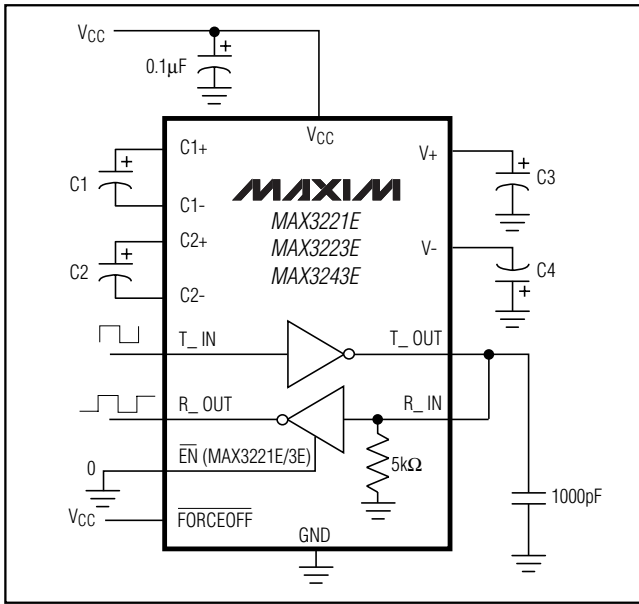 VCC
0.1µF
+
VCC
C1+
C1
+
C1-
C2+
C2
+
C2-
MAXIM
MAX3221E
MAX3223E
MAX3243E
V+
+
C3
V-
C4
+
T_ IN
T_ OUT
R_ OUT
R_ IN
5kΩ
1000pF
0
EN (MAX3221E/3E)
VCC
FORCEOFF
GND